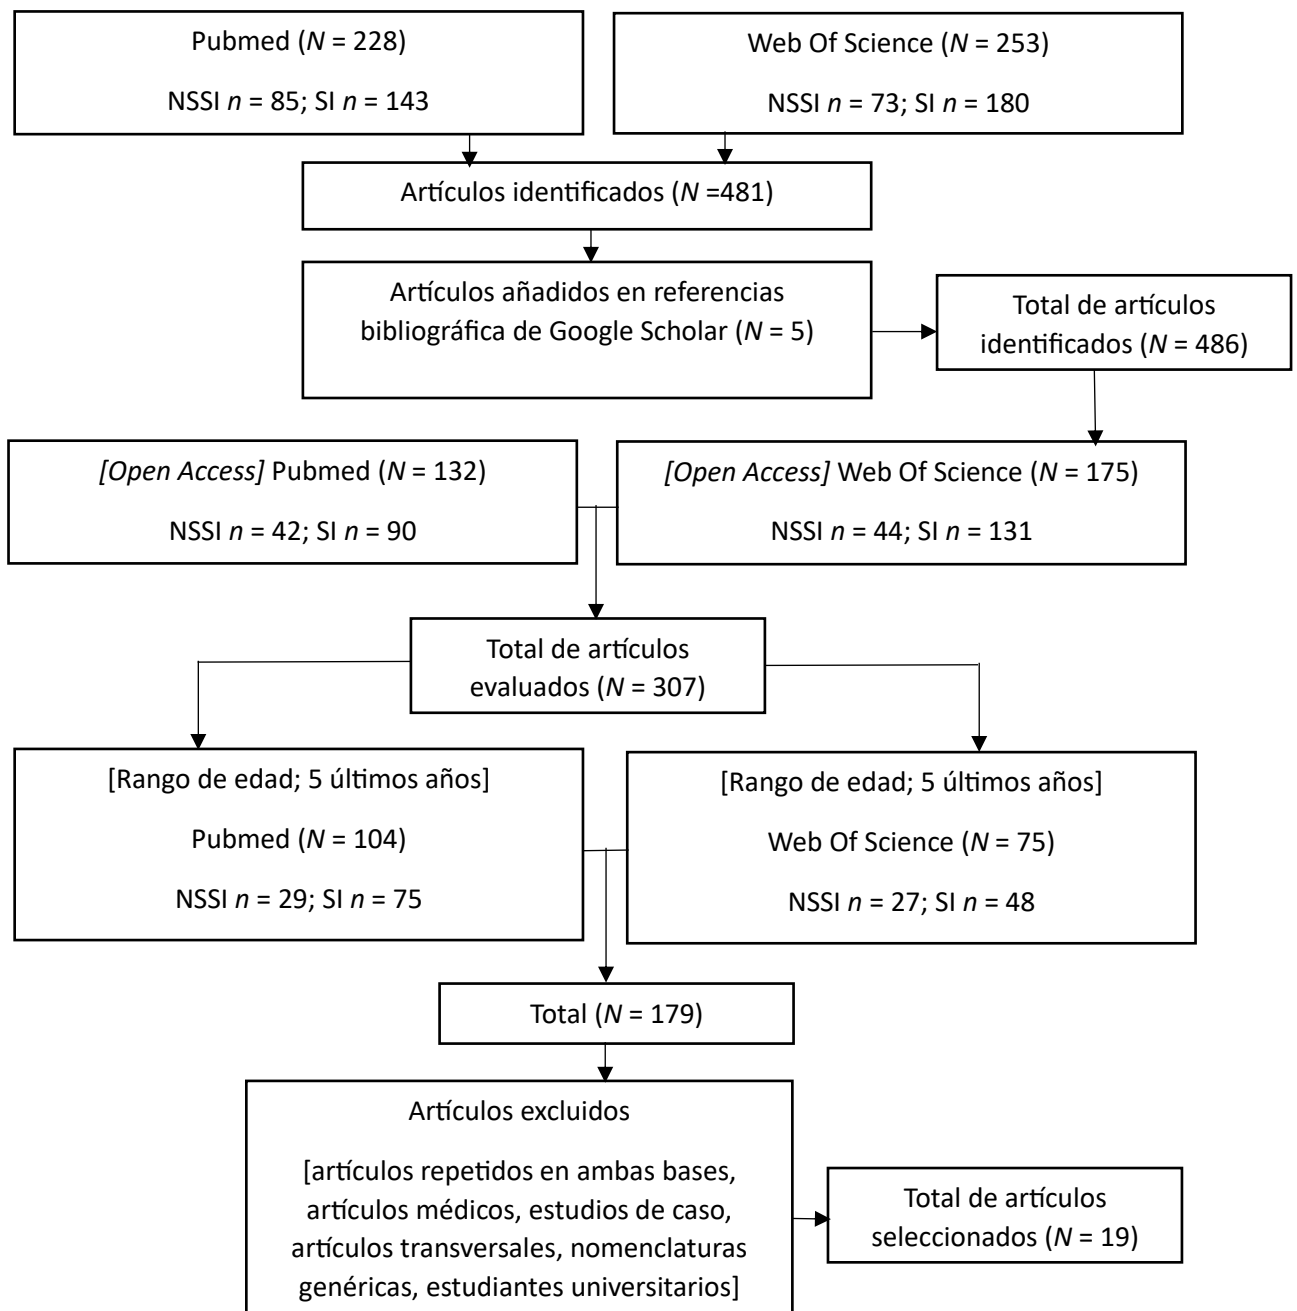 Pubmed (N = 228)
NSSI n = 85; SI n = 143
Web Of Science (N = 253)
NSSI n = 73; SI n = 180
Artículos identificados (N =481)
Artículos añadidos en referencias
bibliográfica de Google Scholar (N = 5)
Total de artículos
identificados (N = 486)
[Open Access] Pubmed (N = 132)
NSSI n = 42; SI n = 90
[Open Access] Web Of Science (N = 175)
NSSI n = 44; SI n = 131
Total de artículos
evaluados (N = 307)
[Rango de edad; 5 últimos años]
Pubmed (N = 104)
NSSI n = 29; SI n = 75
[Rango de edad; 5 últimos años]
Web Of Science (N = 75)
NSSI n = 27; SI n = 48
Total (N = 179)
Artículos excluidos
[artículos repetidos en ambas bases,
artículos médicos, estudios de caso,
artículos transversales, nomenclaturas
genéricas, estudiantes universitarios]
Total de artículos
seleccionados (N = 19)